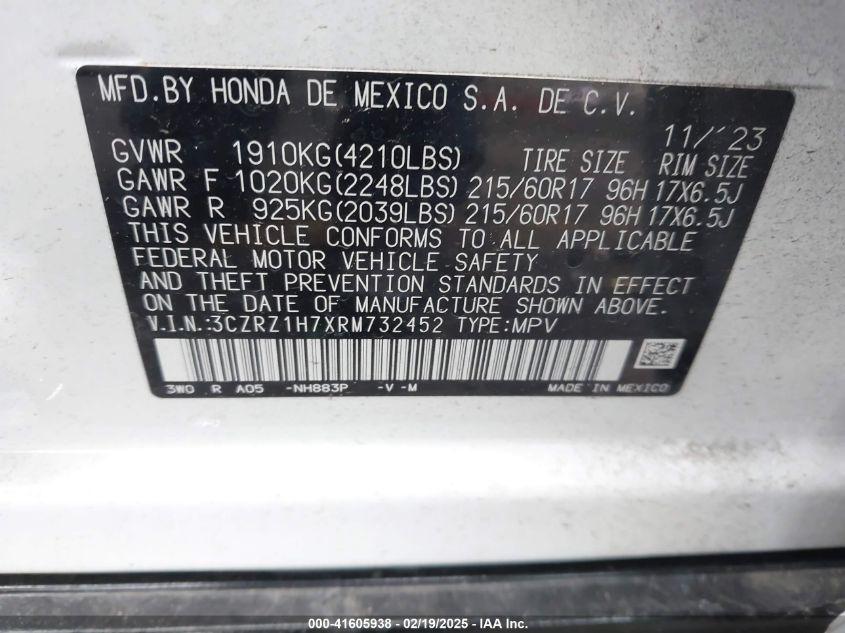 MFD.BY HONDA DE MEXICO S.A. DE C.V.
11/'23
GVWR 1910KG(4210LBS) TIRE SIZE RIM SIZE
GAWR F 1020KG(2248LBS) 215/60R17 96H 17X6.5J
GAWR R 925KG(2039LBS) 215/60R17 96H 17X6.5J
THIS VEHICLE CONFORMS TO ALL APPLICABLE
FEDERAL MOTOR VEHICLE SAFETY
AND THEFT PREVENTION STANDARDS IN EFFECT
ON THE DATE OF MANUFACTURE SHOWN ABOVE.
V.I.N.:3CZRZ1H7XRM732452 TYPE:MPV
3W0 R A05 -NH883P -V -M MADE IN MEXICO
000-41605938 - 02/19/2025 - IAA Inc.